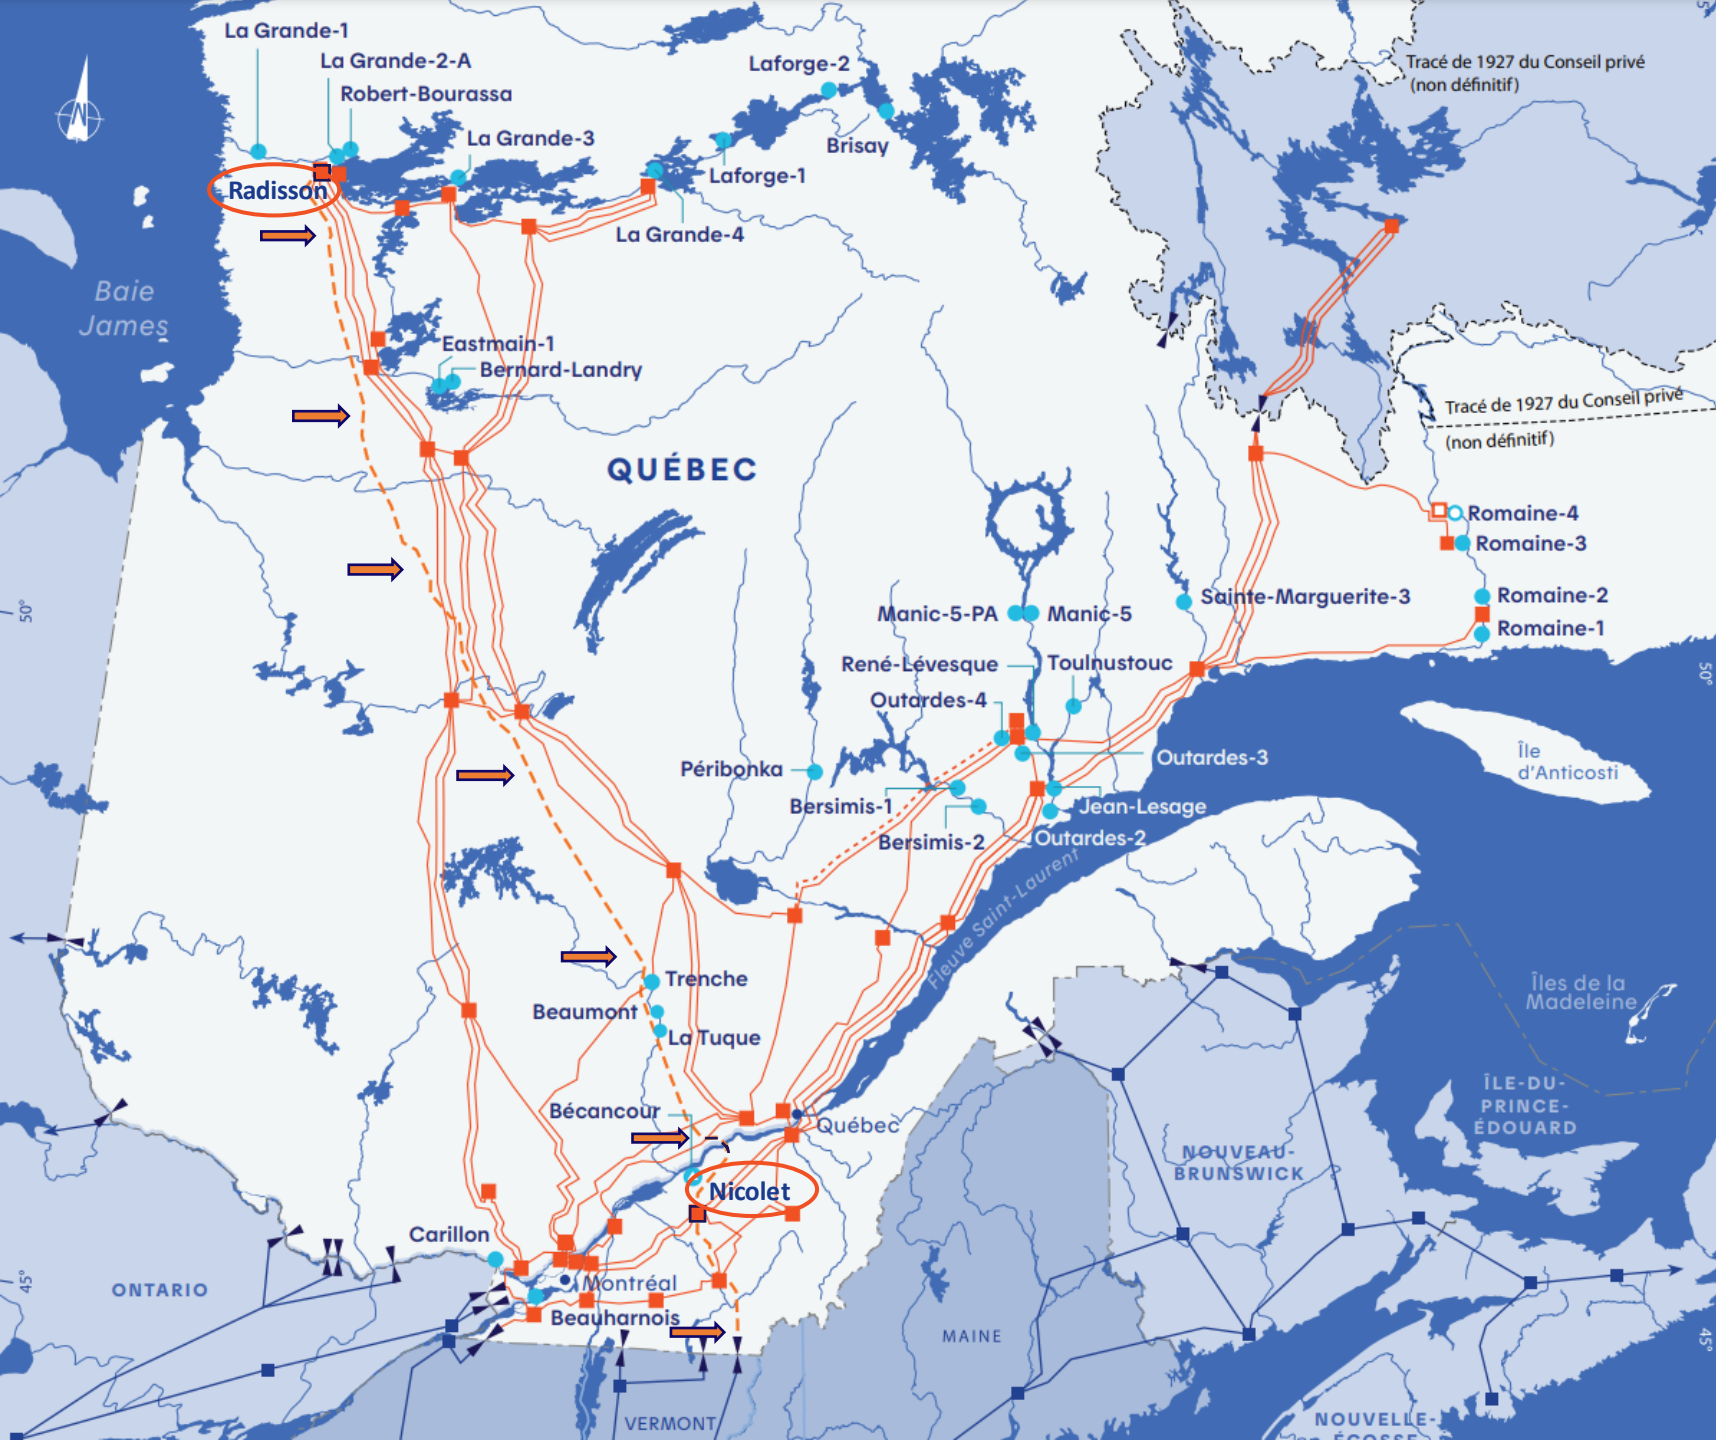 La Grande-1
La Grande-2-A
Robert-Bourassa
La Grande-3
Laforge-2
Brisay
Laforge-1
La Grande-4
Tracé de 1927 du Conseil privé
(non définitif)
Radisson
Baie
James
Eastmain-1
Bernard-Landry
Tracé de 1927 du Conseil privé
(non définitif)
QUÉBEC
Romaine-4
Romaine-3
Romaine-2
Romaine-1
50°
50°
Manic-5-PA
Manic-5
Sainte-Marguerite-3
René-Lévesque
Toulnustouc
Outardes-4
Outardes-3
Péribonka
Bersimis-1
Jean-Lesage
Bersimis-2
Outardes-2
Île
d'Anticosti
Fleuve Saint-Laurent
Trenche
Beaumont
La Tuque
Îles de la
Madeleine
Bécancour
Québec
Nicolet
ÎLE-DU-
PRINCE-
ÉDOUARD
NOUVEAU-
BRUNSWICK
Carillon
Montréal
Beauharnois
45°
45°
ONTARIO
MAINE
VERMONT
NOUVELLE-
ÉCOSSE